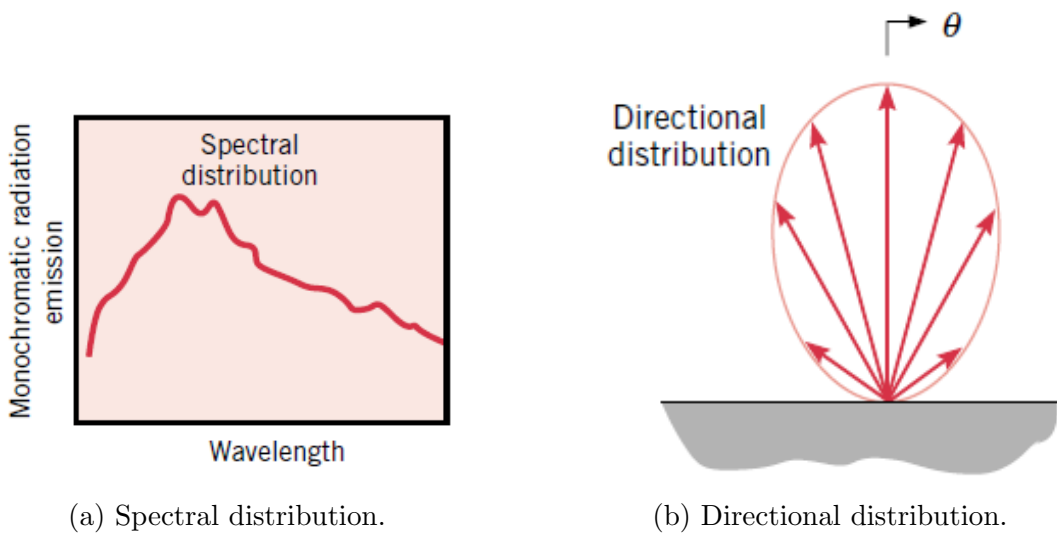 Monochromatic radiation
emission
Spectral
distribution
Wavelength
(a) Spectral distribution.
θ
Directional
distribution
(b) Directional distribution.